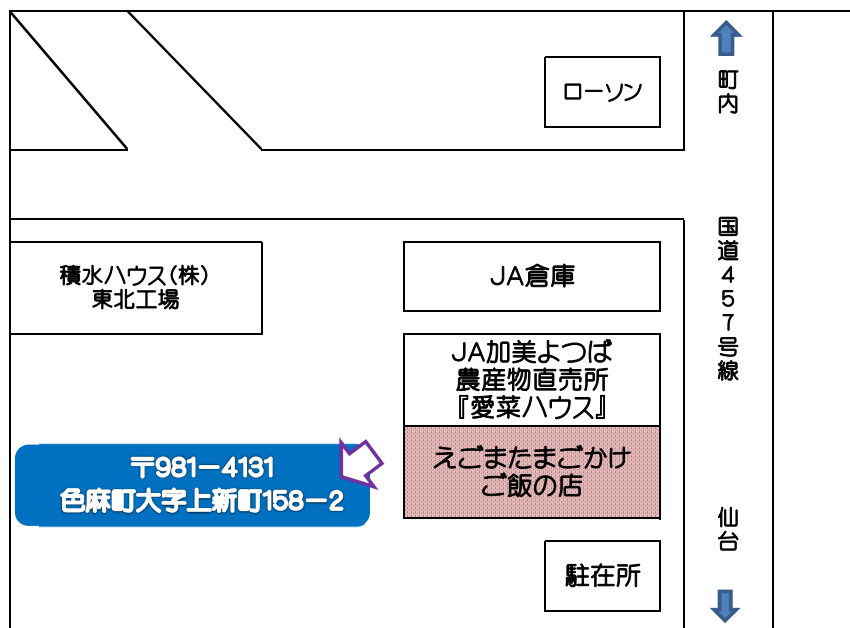 ローソン
町内
国道457号線
積水ハウス(株)
東北工場
JA倉庫
JA加美よつば
農産物直売所
『愛菜ハウス』
えごまたまごかけ
ご飯の店
〒981-4131
色麻町大字上新町158-2
仙台
駐在所